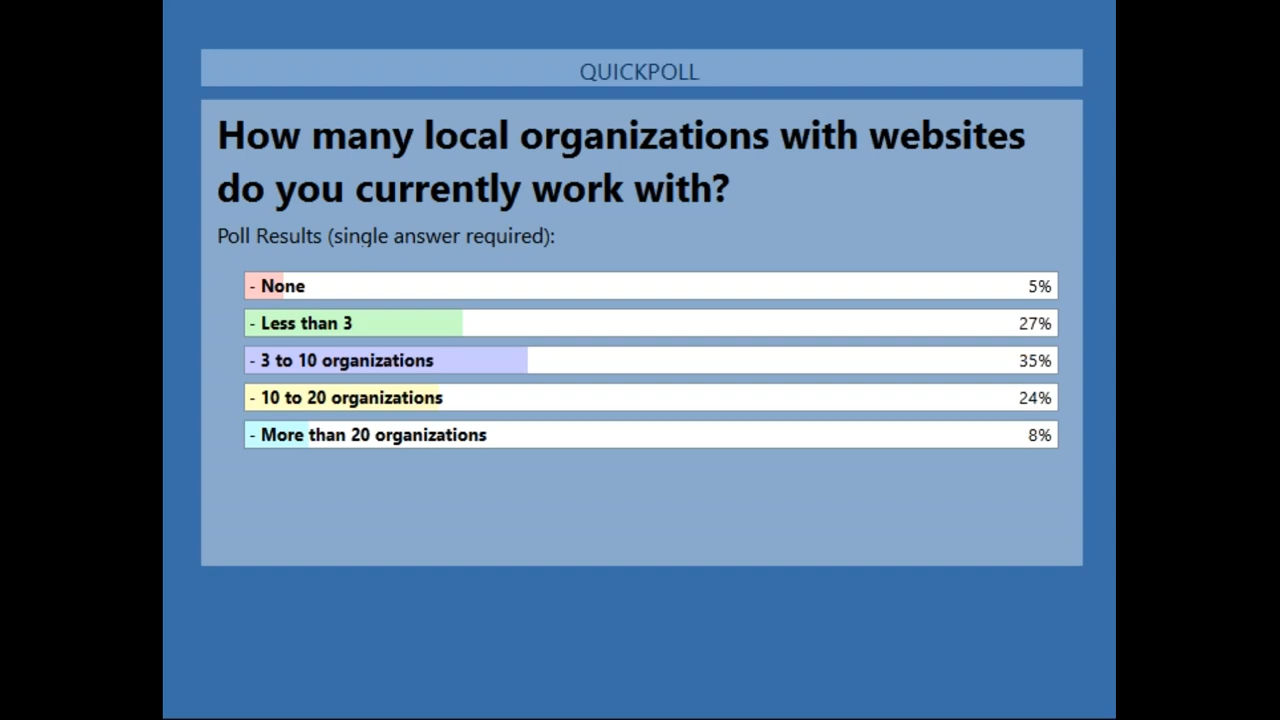 QUICKPOLL
How many local organizations with websites
do you currently work with?
Poll Results (single answer required):
- None 5%
- Less than 3 27%
- 3 to 10 organizations 35%
- 10 to 20 organizations 24%
- More than 20 organizations 8%